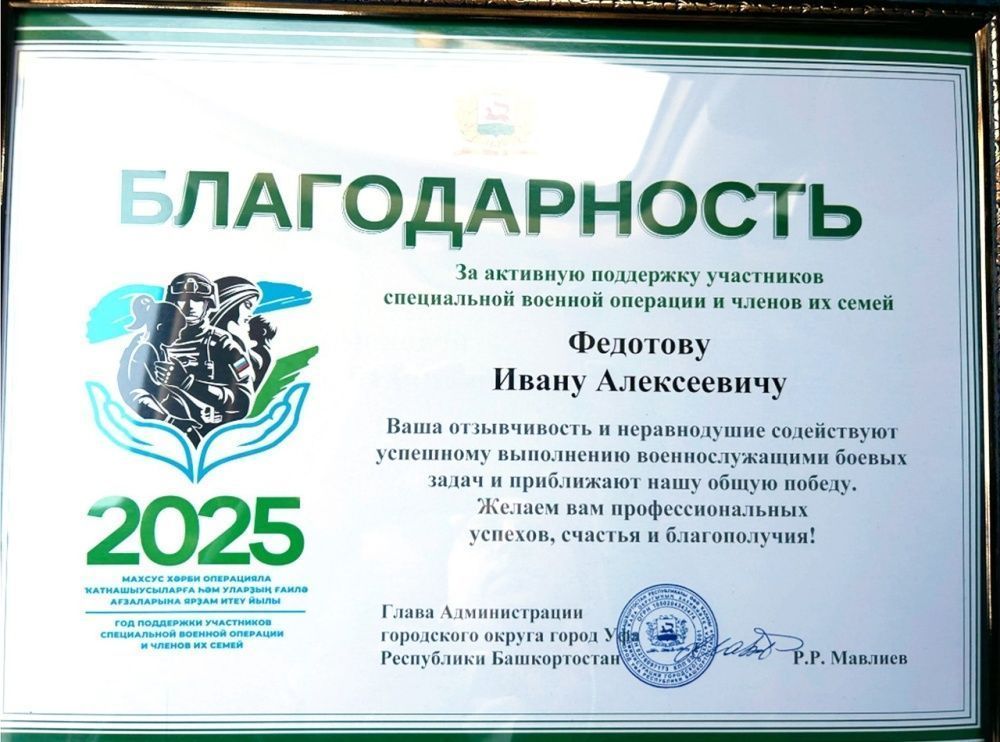 БЛАГОДАРНОСТЬ
За активную поддержку участников
специальной военной операции и членов их семей
Федотову
Ивану Алексеевичу
Ваша отзывчивость и неравнодушие содействуют
успешному выполнению военнослужащими боевых
задач и приближают нашу общую победу.
Желаем вам профессиональных
успехов, счастья и благополучия!
2025
МАХСУС ХӘРБИ ОПЕРАЦИЯЛА
ҠАТНАШЫУСЫЛАРҒА ҺӘМ УЛАРҘЫҢ ҒАИЛӘ
АҒЗАЛАРЫНА ЯРҘАМ ИТЕҮ ЙЫЛЫ
ГОД ПОДДЕРЖКИ УЧАСТНИКОВ
СПЕЦИАЛЬНОЙ ВОЕННОЙ ОПЕРАЦИИ
И ЧЛЕНОВ ИХ СЕМЕЙ
Глава Администрации
городского округа город Уфа
Республики Башкортостан
Р.Р. Мавлиев